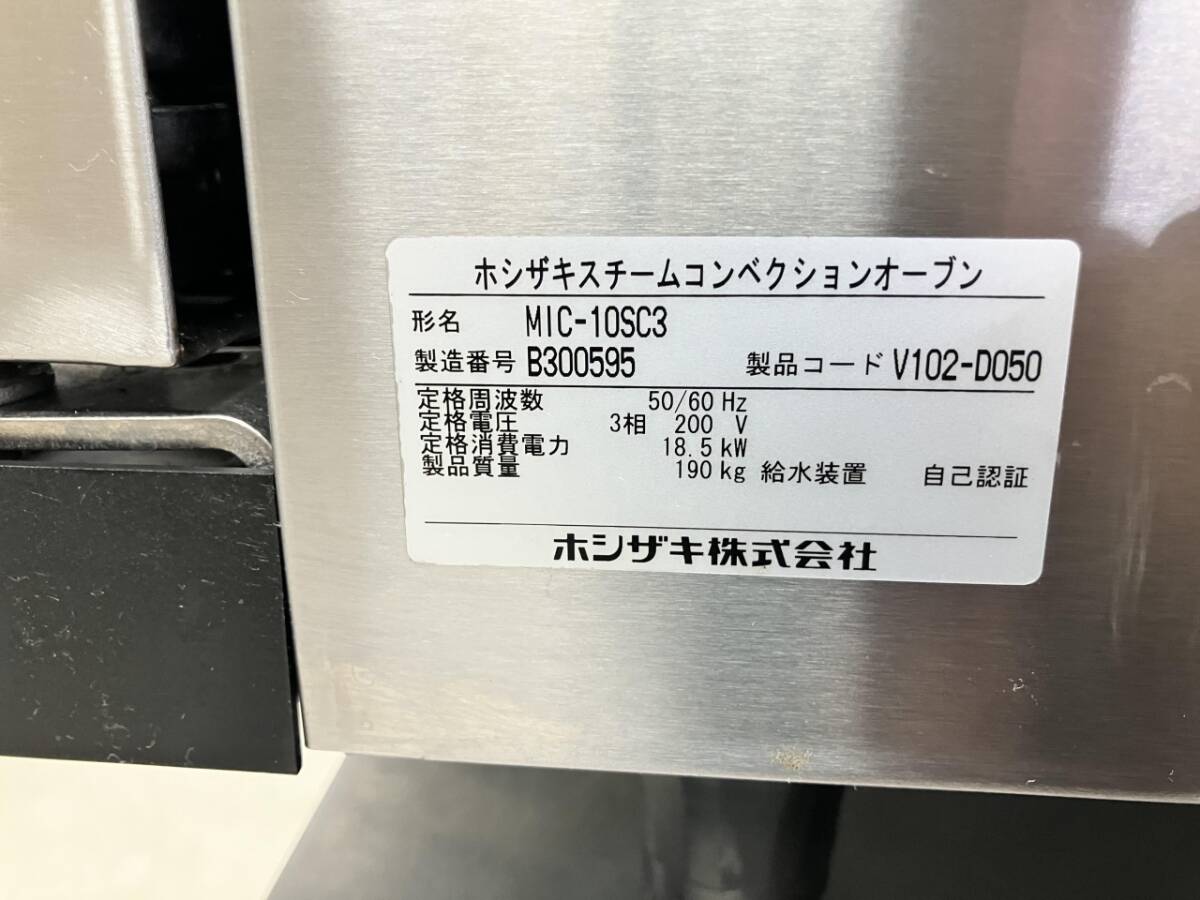 ホシザキスチームコンベクションオーブン
形名 MIC-10SC3
製造番号 B300595 製品コード V102-D050
定格周波数 50/60 Hz
定格電圧 3相 200 V
定格消費電力 18.5 kW
製品質量 190 kg 給水装置 自己認証
ホシザキ株式会社